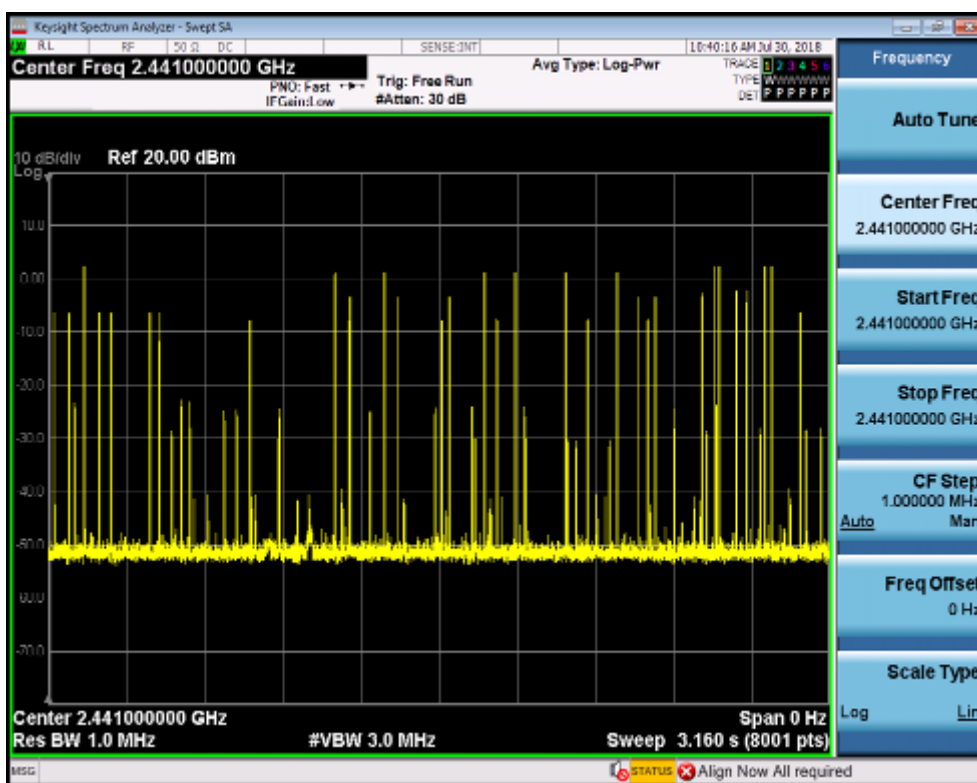 Keysight Spectrum Analyzer - Swept SA
RL RF 50 Ω DC SENSE:INT 10:40:16 AM Jul 30, 2018
Center Freq 2.441000000 GHz
PNO: Fast
IFGain:Low
Trig: Free Run
#Atten: 30 dB
Avg Type: Log-Pwr
TRACE 1 2 3 4 5 6
TYPE
DET P P P P P P
10 dB/div Ref 20.00 dBm
Log
10.0
0.00
-10.0
-20.0
-30.0
-40.0
-50.0
-60.0
-70.0
Center 2.441000000 GHz Span 0 Hz
Res BW 1.0 MHz #VBW 3.0 MHz Sweep 3.160 s (8001 pts)
MSG STATUS Align Now All required
Frequency
Auto Tune
Center Freq
2.441000000 GHz
Start Freq
2.441000000 GHz
Stop Freq
2.441000000 GHz
CF Step
1.000000 MHz
Auto Man
Freq Offset
0 Hz
Scale Type
Log Lin